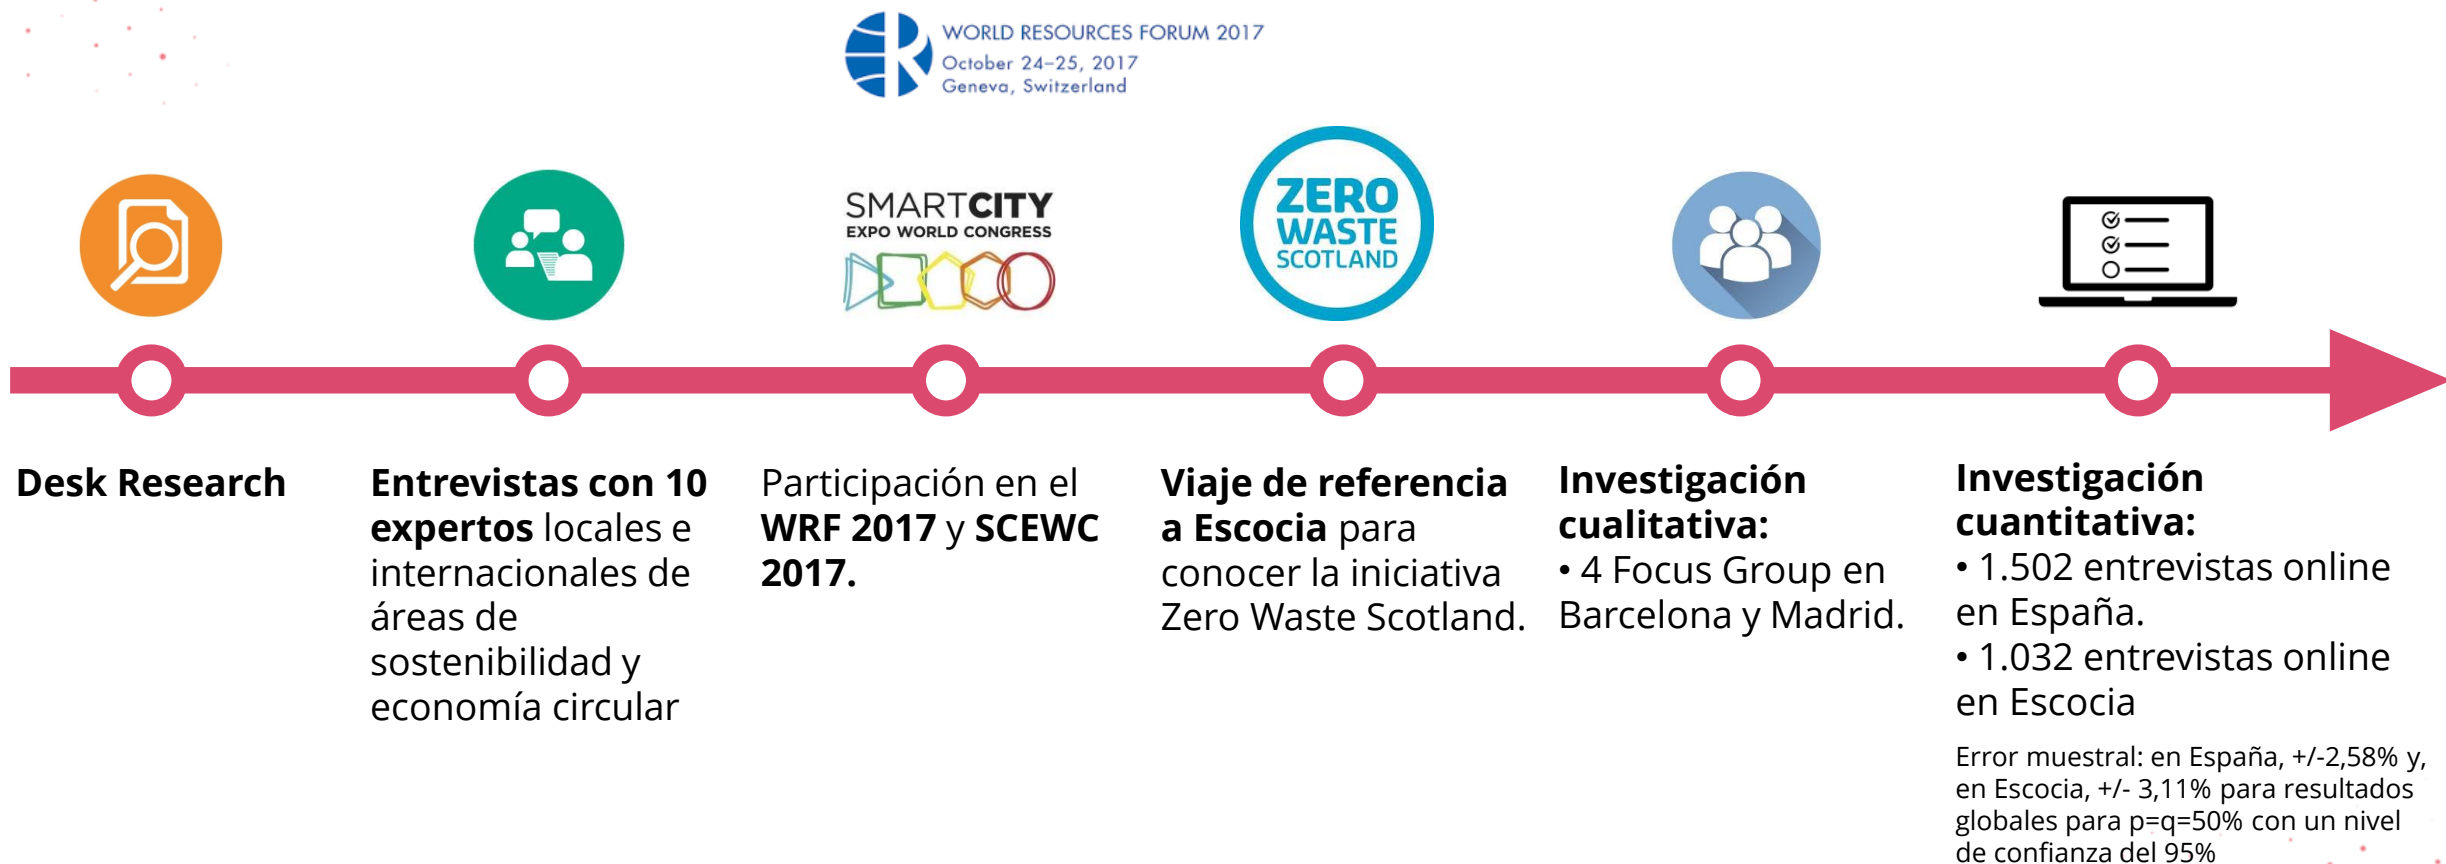 WORLD RESOURCES FORUM 2017
October 24–25, 2017
Geneva, Switzerland
SMARTCITY
EXPO WORLD CONGRESS
ZERO
WASTE
SCOTLAND
Desk Research
Entrevistas con 10
expertos locales e
internacionales de
áreas de
sostenibilidad y
economía circular
Participación en el
WRF 2017 y SCEWC
2017.
Viaje de referencia
a Escocia para
conocer la iniciativa
Zero Waste Scotland.
Investigación
cualitativa:
• 4 Focus Group en
Barcelona y Madrid.
Investigación
cuantitativa:
• 1.502 entrevistas online
en España.
• 1.032 entrevistas online
en Escocia
Error muestral: en España, +/-2,58% y,
en Escocia, +/- 3,11% para resultados
globales para p=q=50% con un nivel
de confianza del 95%